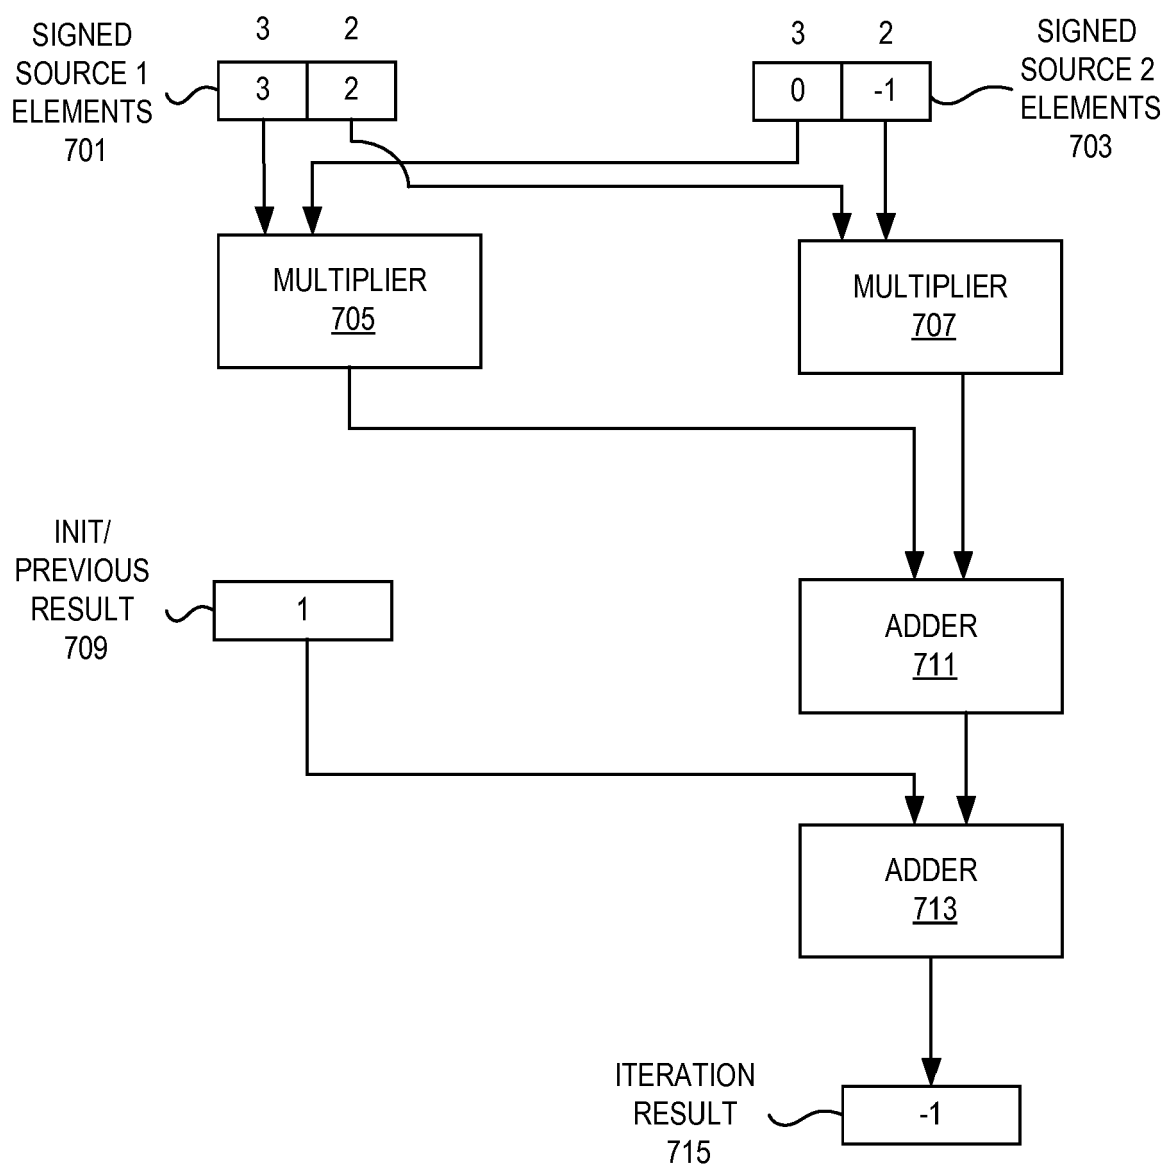 SIGNED
SOURCE 1
ELEMENTS
701
3 2
3 2
3 2
0 -1
SIGNED
SOURCE 2
ELEMENTS
703
MULTIPLIER
705
MULTIPLIER
707
INIT/
PREVIOUS
RESULT
709
1
ADDER
711
ADDER
713
ITERATION
RESULT
715
-1